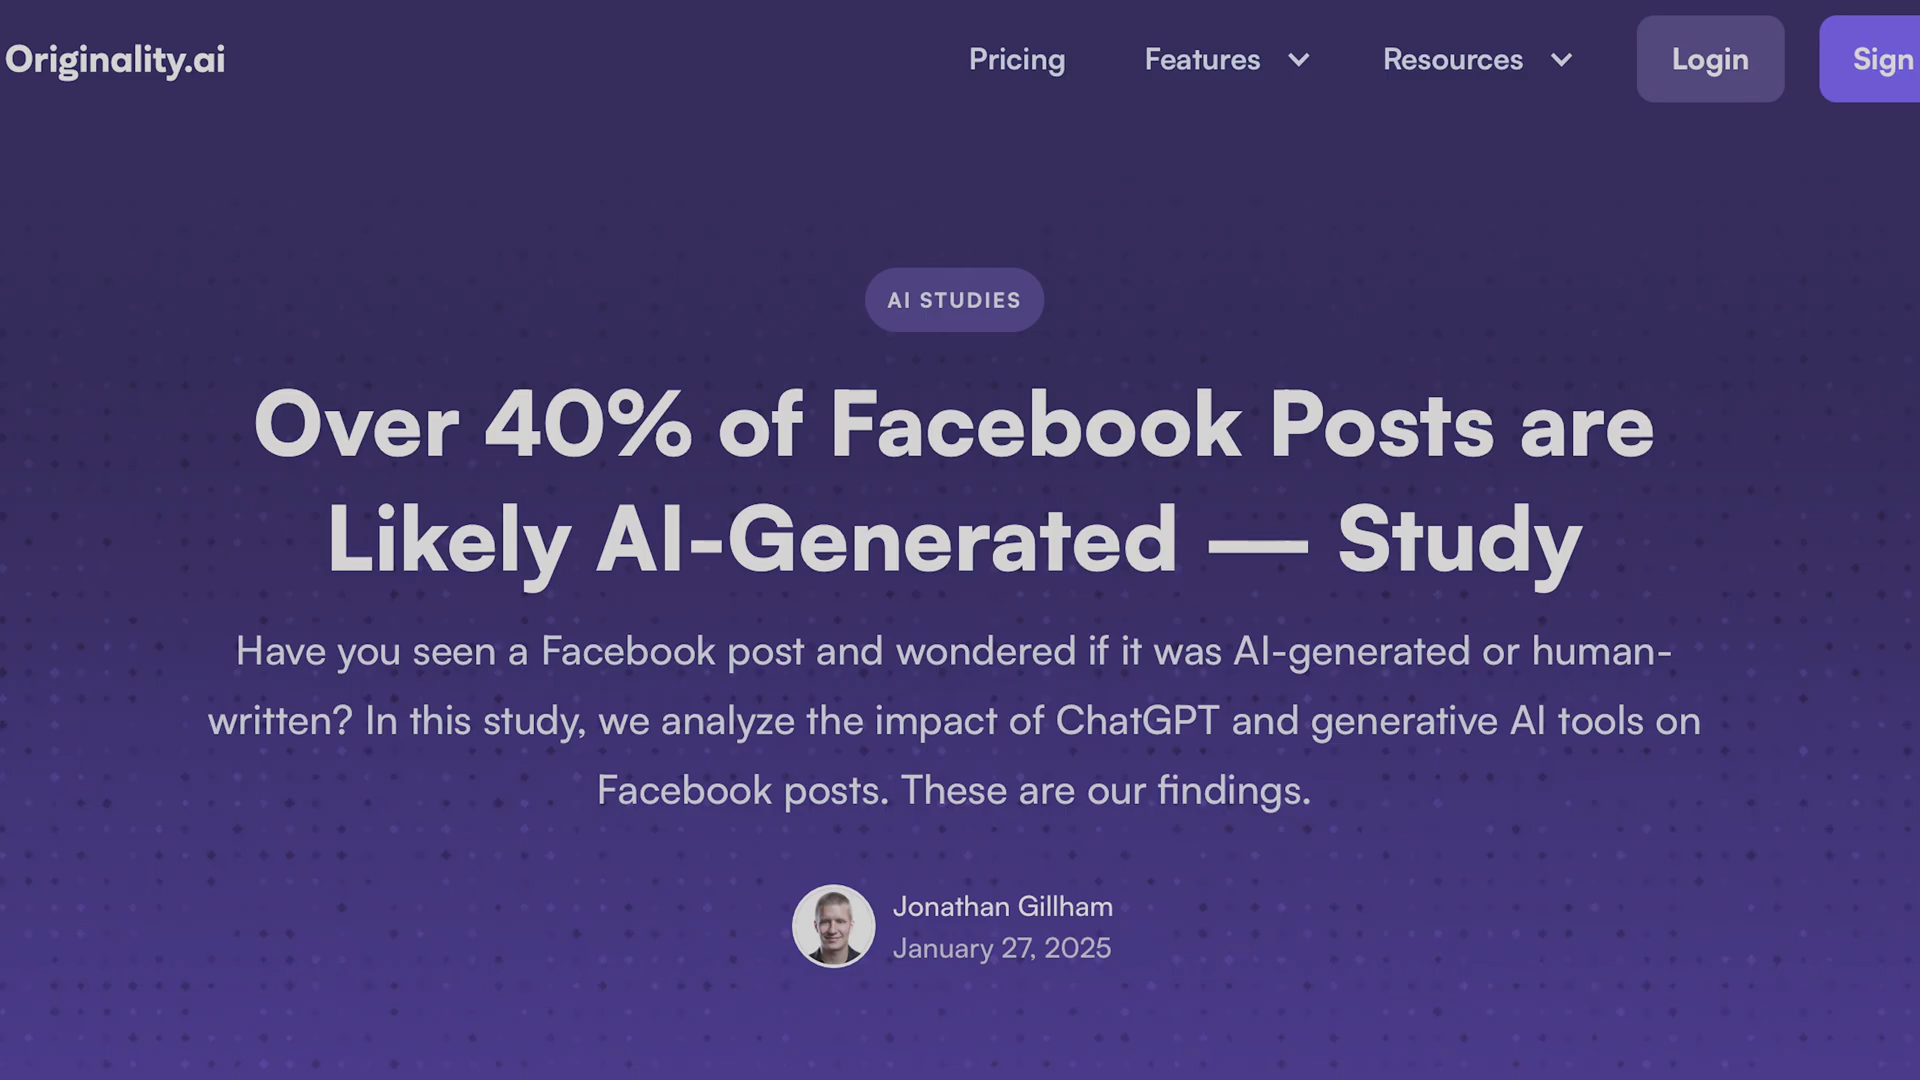 Originality.ai
Pricing
Features
Resources
Login
Sign
AI STUDIES
Over 40% of Facebook Posts are
Likely AI-Generated — Study
Have you seen a Facebook post and wondered if it was AI-generated or human-
written? In this study, we analyze the impact of ChatGPT and generative AI tools on
Facebook posts. These are our findings.
Jonathan Gillham
January 27, 2025